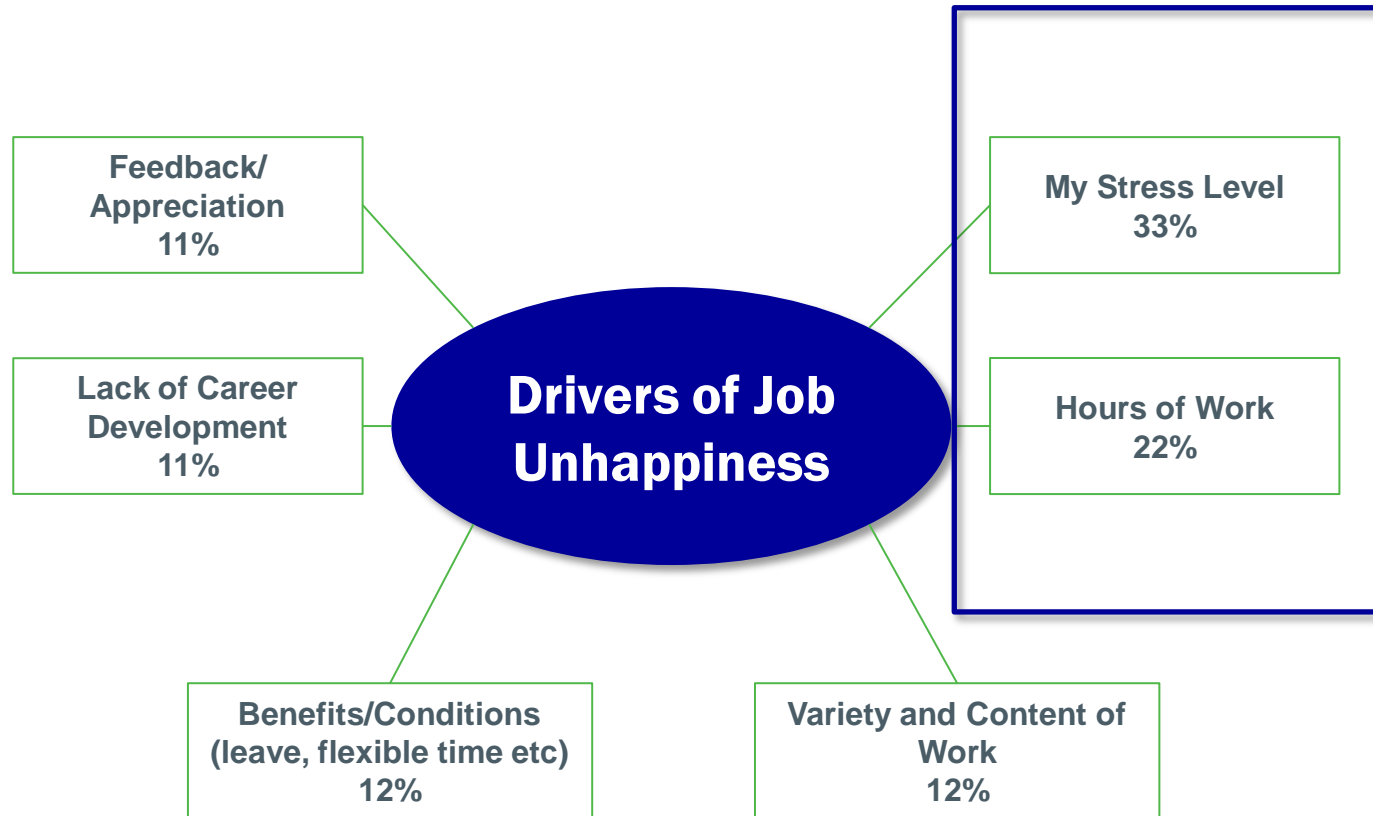 Feedback/
Appreciation
11%
My Stress Level
33%
Lack of Career
Development
11%
Drivers of Job
Unhappiness
Hours of Work
22%
Benefits/Conditions
(leave, flexible time etc)
12%
Variety and Content of
Work
12%